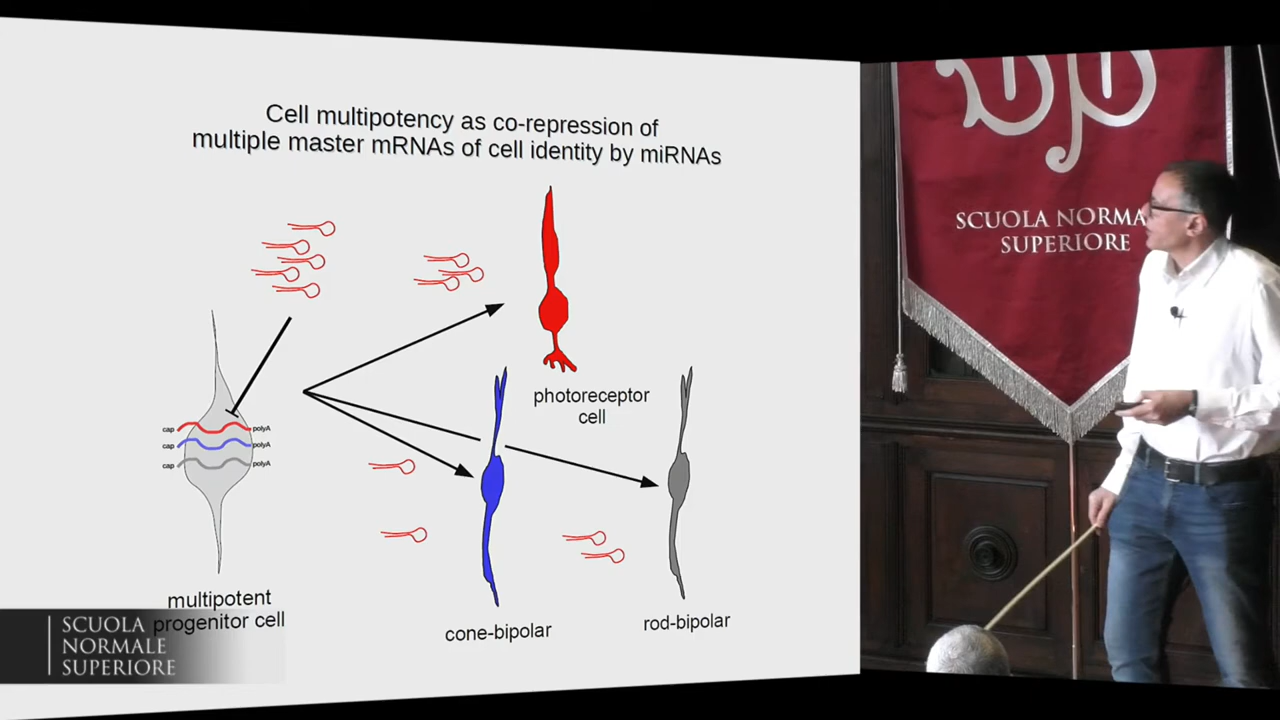 Cell multipotency as co-repression of
multiple master mRNAs of cell identity by miRNAs
SCUOLA NORMA
SUPERIORE
photoreceptor
cell
cap
polyA
cap
polyA
cap
polyA
multipotent
progenitor cell
cone-bipolar
rod-bipolar
SCUOLA
NORMALE
SUPERIORE